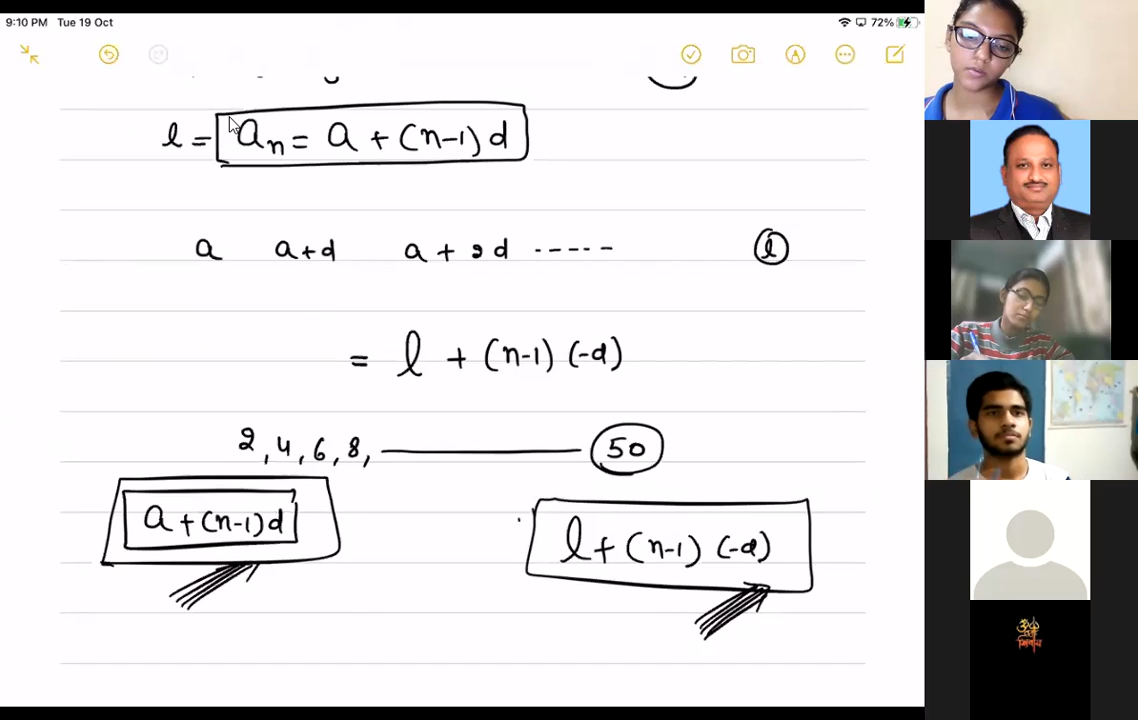 9:10 PM Tue 19 Oct 72%
l = aₙ = a + (n-1) d
a a+d a + 2d ----- l
= l + (n-1) (-d)
2, 4, 6, 8, ——— 50
a + (n-1) d
l + (n-1) (-d)